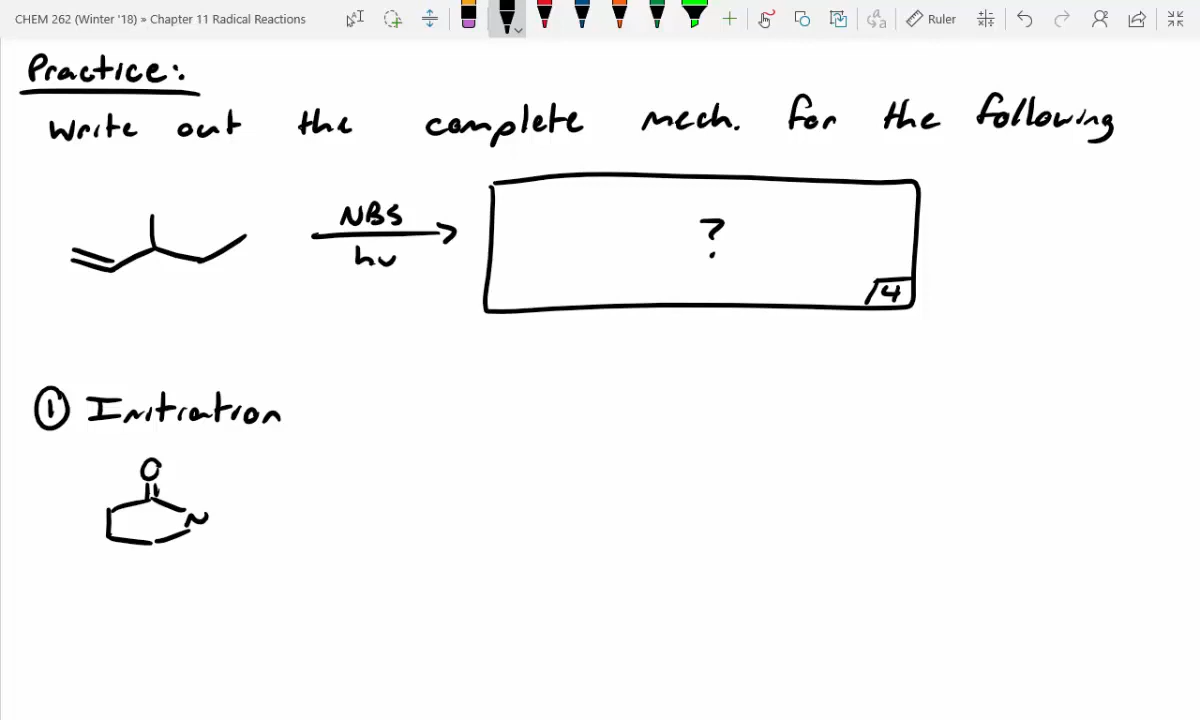 CHEM 262 (Winter '18) » Chapter 11 Radical Reactions
Ruler
Practice:
Write out the complete mech. for the following
NBS
hν
?
4
① Initiation
O
N